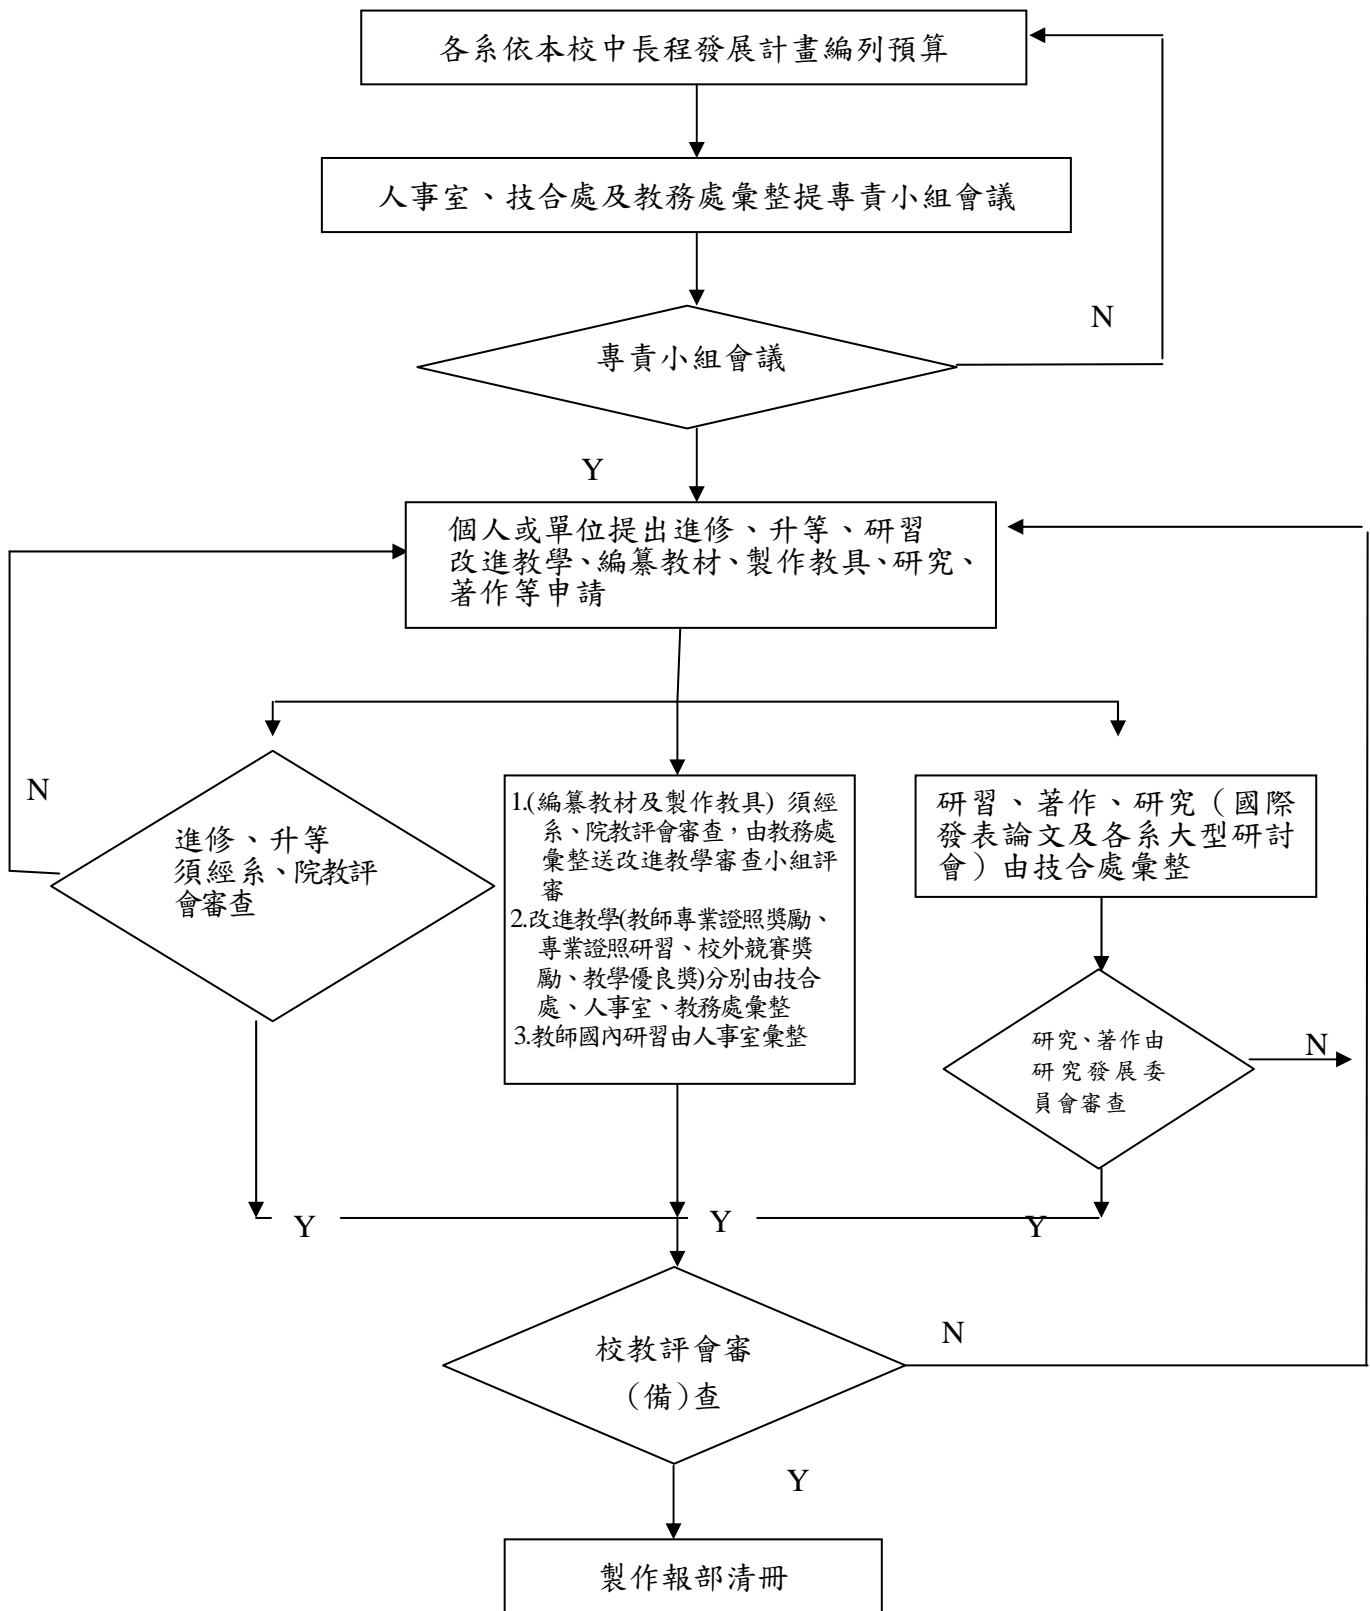 各系依本校中長程發展計畫編列預算
人事室、技合處及教務處彙整提專責小組會議
N
專責小組會議
Y
個人或單位提出進修、升等、研習
改進教學、編纂教材、製作教具、研究、
著作等申請
N
進修、升等
須經系、院教評
會審查
1.(編纂教材及製作教具) 須經
系、院教評會審查，由教務處
彙整送改進教學審查小組評
審
2.改進教學(教師專業證照獎勵、
專業證照研習、校外競賽獎
勵、教學優良獎)分別由技合
處、人事室、教務處彙整
3.教師國內研習由人事室彙整
研習、著作、研究（國際
發表論文及各系大型研討
會）由技合處彙整
研究、著作由
研究發展委
員會審查
N
Y
Y
Y
校教評會審
（備）查
N
Y
製作報部清冊